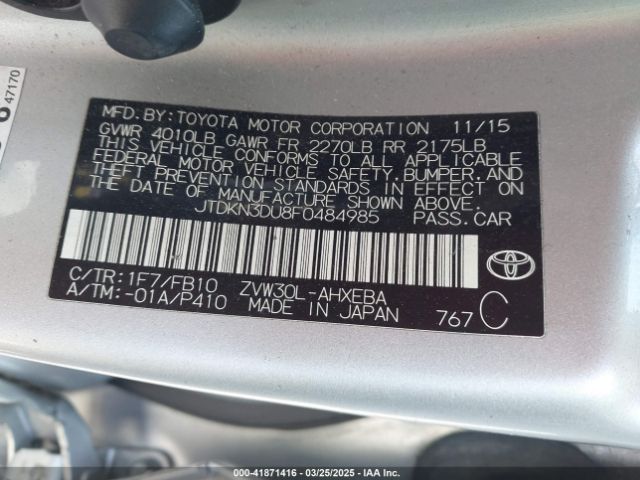 47170
MFD. BY: TOYOTA MOTOR CORPORATION 11/15
GVWR 4010LB GAWR FR 2270LB RR 2175LB
THIS VEHICLE CONFORMS TO ALL APPLICABLE
FEDERAL MOTOR VEHICLE SAFETY, BUMPER, AND
THEFT PREVENTION STANDARDS IN EFFECT ON
THE DATE OF MANUFACTURE SHOWN ABOVE.
JTDKN3DU8F0484985 PASS. CAR
C/TR: 1F7/FB10 ZVW30L-AHXEBA
A/TM: -01A/P410 MADE IN JAPAN 767 C
000-41871416 - 03/25/2025 - IAA